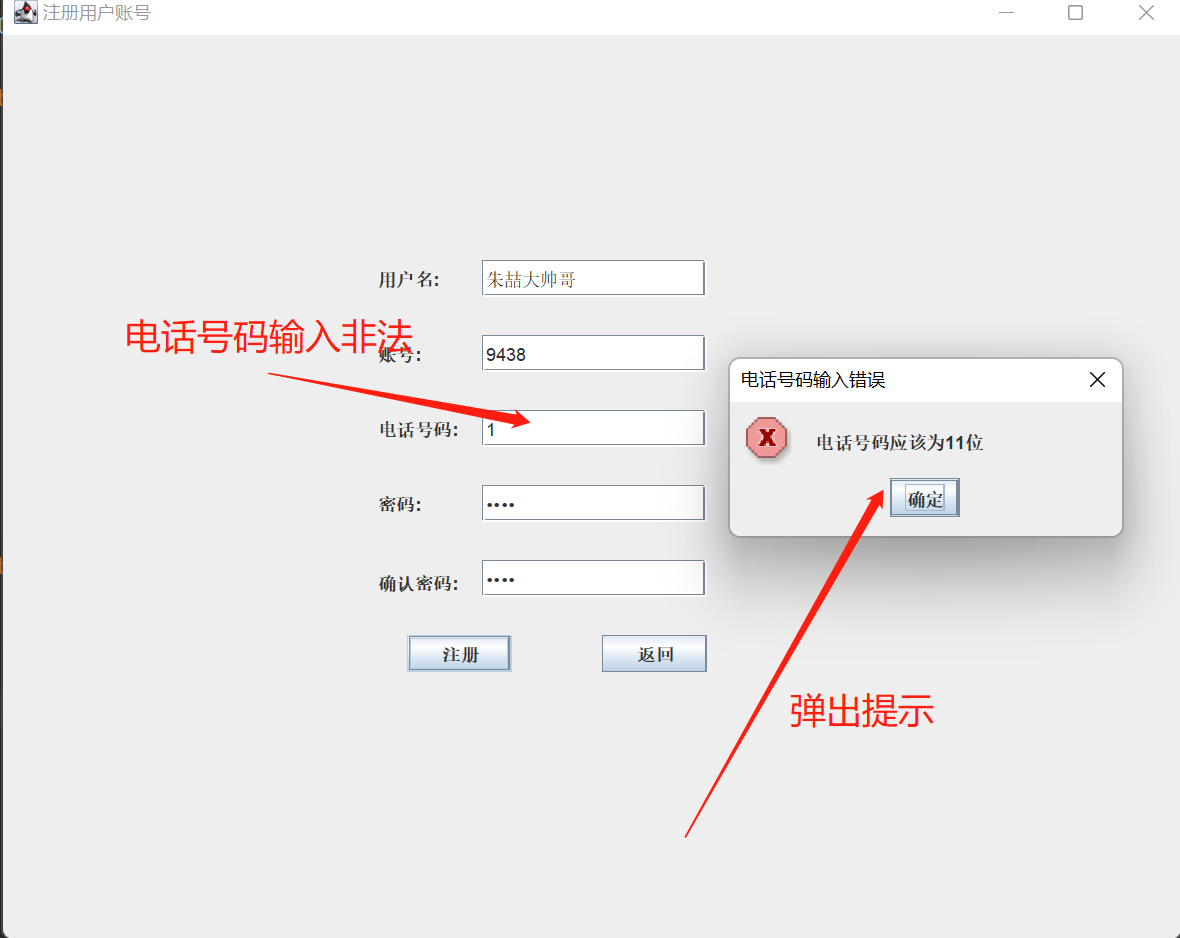 注册用户账号
用户名:
朱喆大帅哥
电话号码输入非法
账号:
9438
电话号码输入错误
电话号码:
1
电话号码应该为11位
密码:
••••
确定
确认密码:
••••
注册
返回
弹出提示